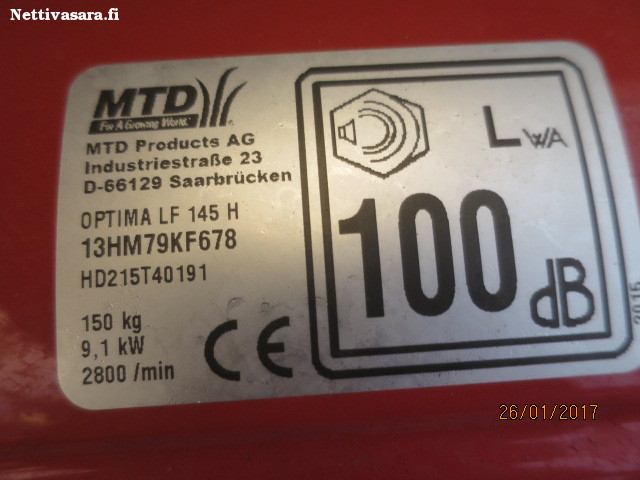 Nettivasara.fi
MTD
For A Growing World.
MTD Products AG
Industriestraße 23
D-66129 Saarbrücken
OPTIMA LF 145 H
13HM79KF678
HD215T40191
150 kg
9,1 kW
2800 /min
CE
LWA
100
dB
2015
26/01/2017